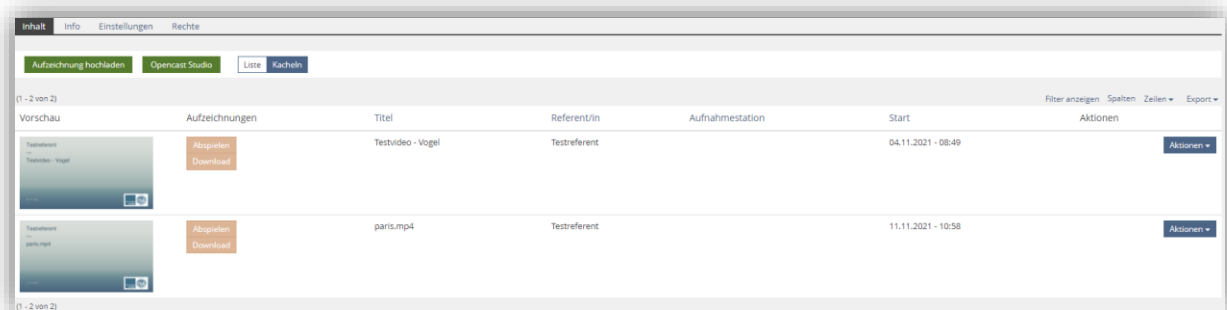 Inhalt Info Einstellungen Rechte
Aufzeichnung hochladen Opencast Studio Liste Kacheln
(1 - 2 von 2) Filter anzeigen Spalten Zeilen Export
Vorschau Aufzeichnungen Titel Referent/in Aufnahmestation Start Aktionen
Testreferent
Testvideo - Vogel
Abspielen Testvideo - Vogel Testreferent 04.11.2021 - 08:49 Aktionen
Download
Testreferent
paris.mp4
Abspielen paris.mp4 Testreferent 11.11.2021 - 10:58 Aktionen
Download
(1 - 2 von 2)